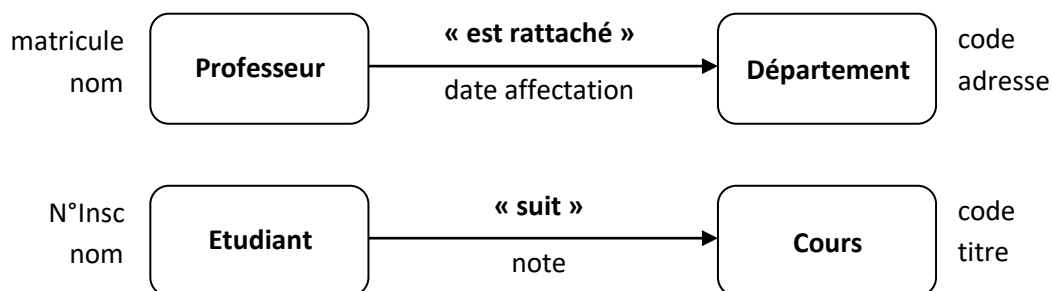 matricule
nom
Professeur
« est rattaché »
date affectation
Département
code
adresse
N°Insc
nom
Etudiant
« suit »
note
Cours
code
titre